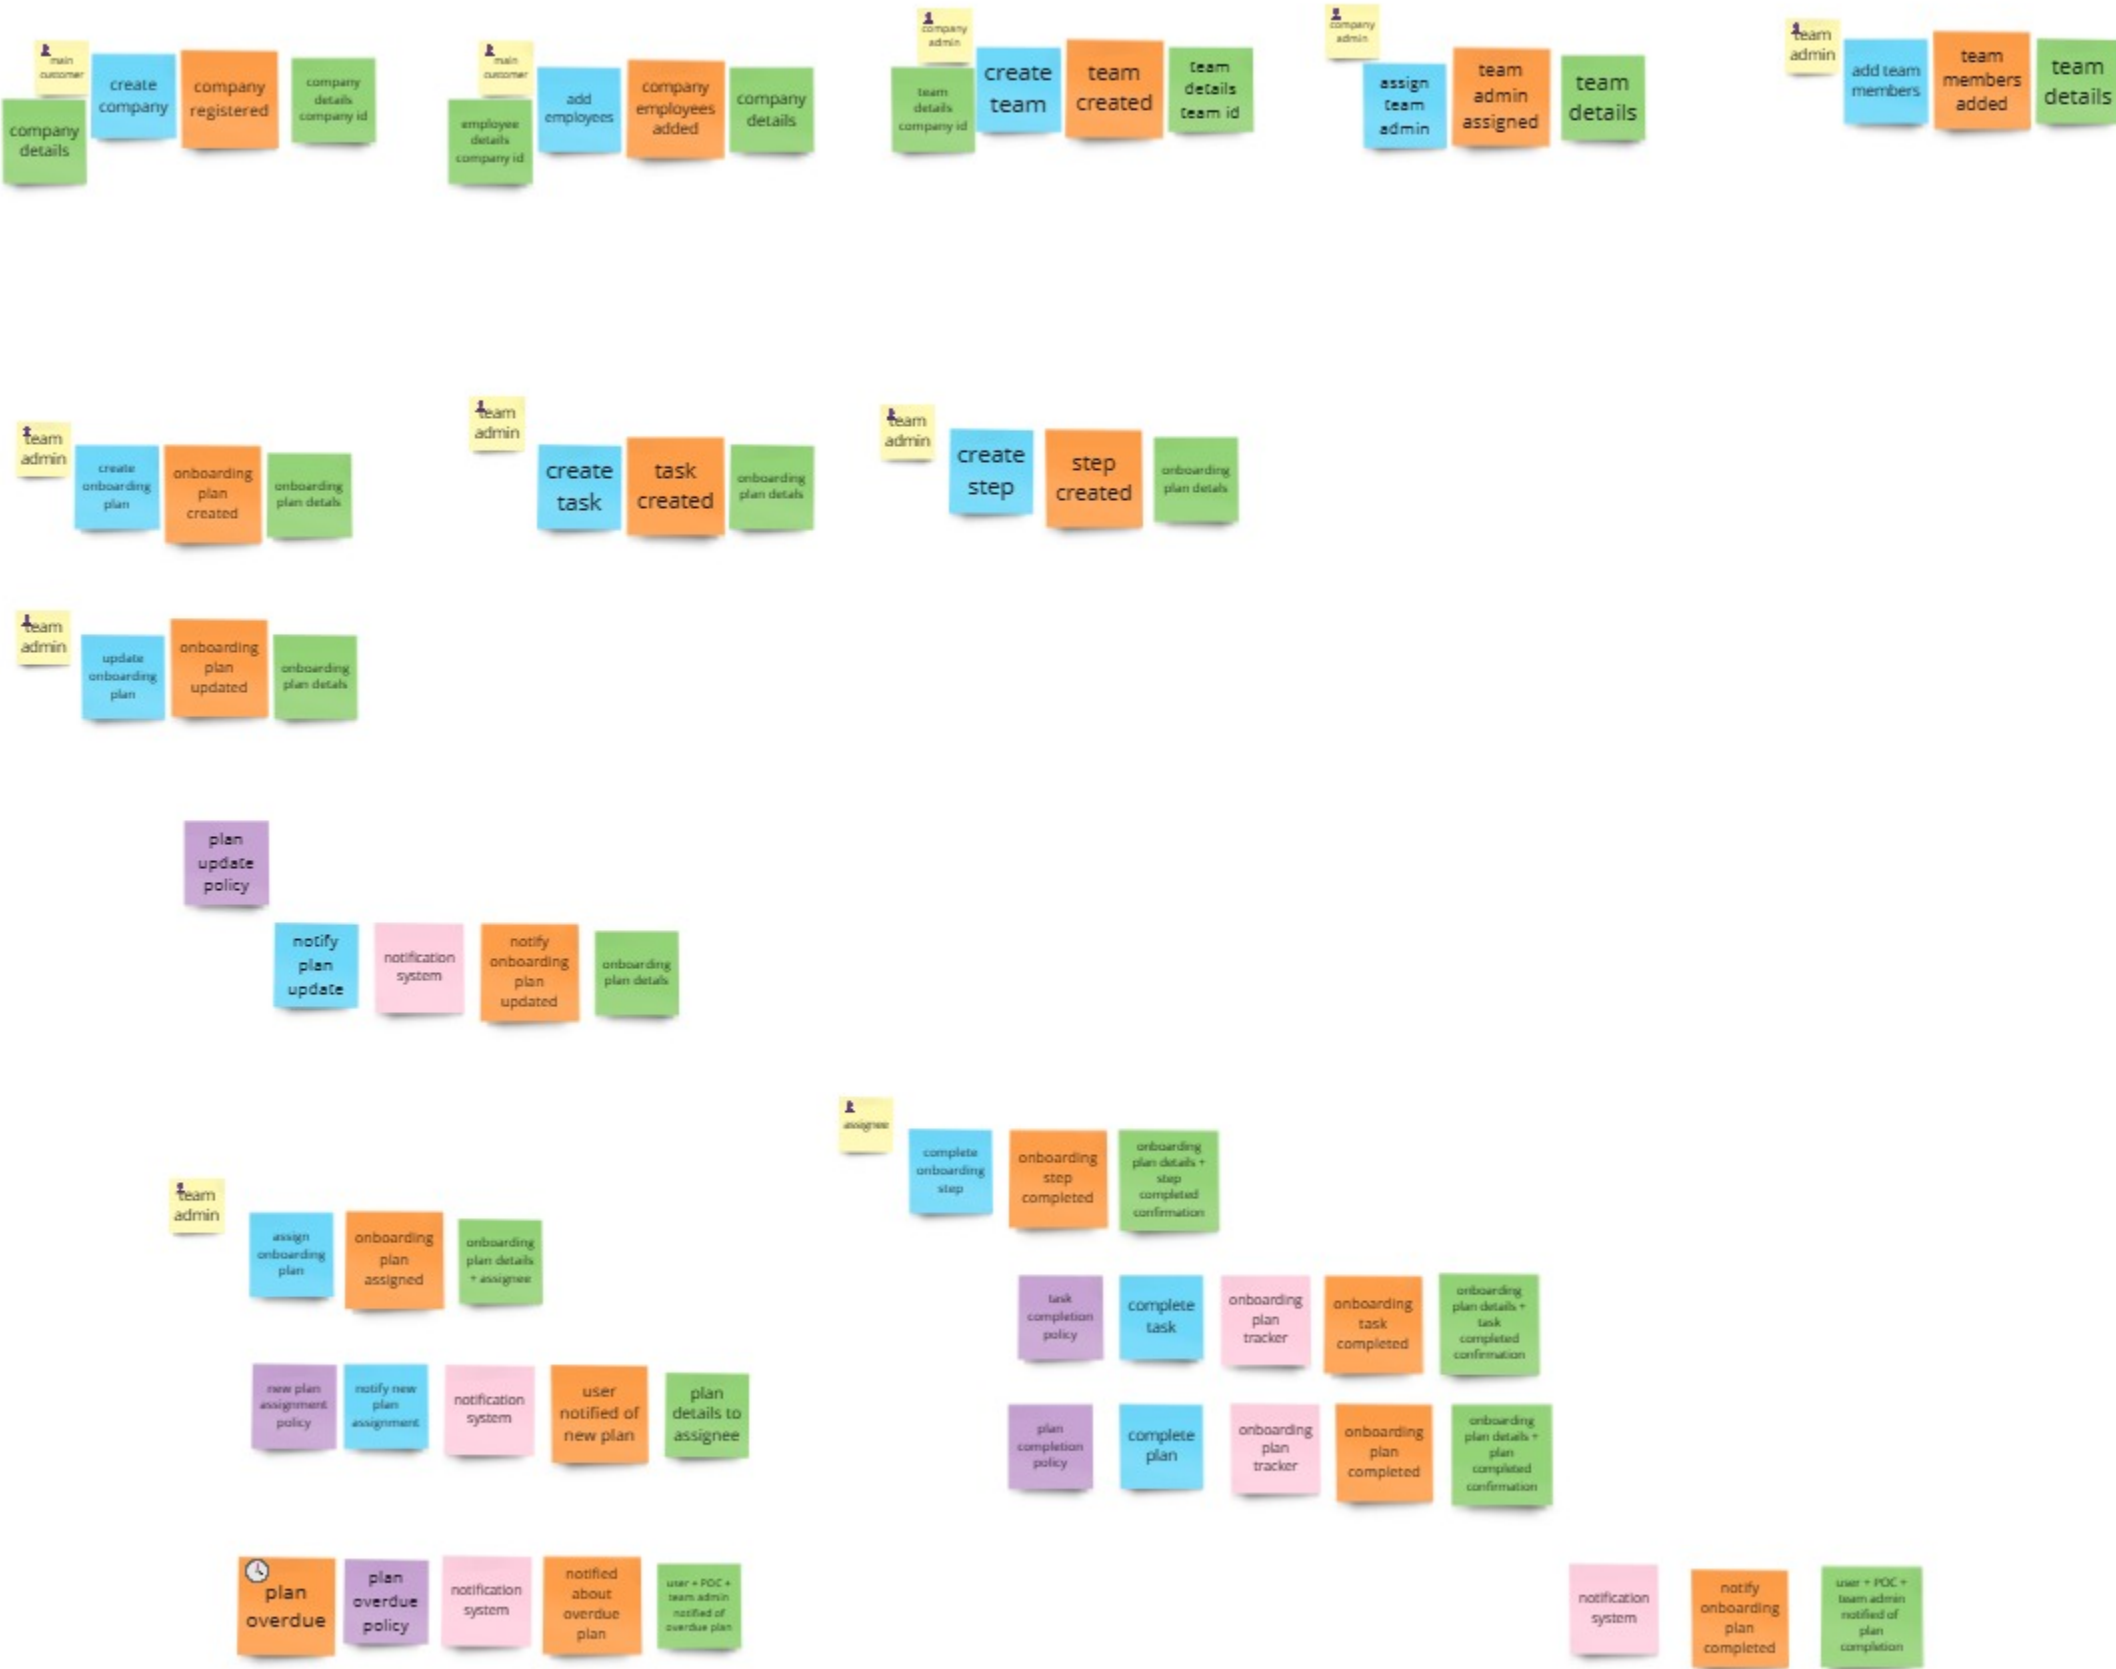 main
customer
company
details
create
company
company
registered
company
details
company id
main
customer
employee
details
company id
add
employees
company
employees
added
company
details
company
admin
team
details
company id
create
team
team
created
team
details
team id
company
admin
assign
team
admin
team
admin
assigned
team
details
team
admin
add team
members
team
members
added
team
details
team
admin
create
onboarding
plan
onboarding
plan
created
onboarding
plan detals
team
admin
create
task
task
created
onboarding
plan detals
team
admin
create
step
step
created
onboarding
plan detals
team
admin
update
onboarding
plan
onboarding
plan
updated
onboarding
plan detals
plan
update
policy
notify
plan
update
notification
system
notify
onboarding
plan
updated
onboarding
plan detals
assignee
complete
onboarding
step
onboarding
step
completed
onboarding
plan details +
step
completed
confirmation
team
admin
assign
onboarding
plan
onboarding
plan
assigned
onboarding
plan details
+ assignee
task
completion
policy
complete
task
onboarding
plan
tracker
onboarding
task
completed
onboarding
plan details +
task
completed
confirmation
new plan
assignment
policy
notify new
plan
assignment
notification
system
user
notified of
new plan
plan
details to
assignee
plan
completion
policy
complete
plan
onboarding
plan
tracker
onboarding
plan
completed
onboarding
plan details +
plan
completed
confirmation
plan
overdue
plan
overdue
policy
notification
system
notified
about
overdue
plan
user + POC +
team admin
notified of
overdue plan
notification
system
notify
onboarding
plan
completed
user + POC +
team admin
notified of
plan
completion